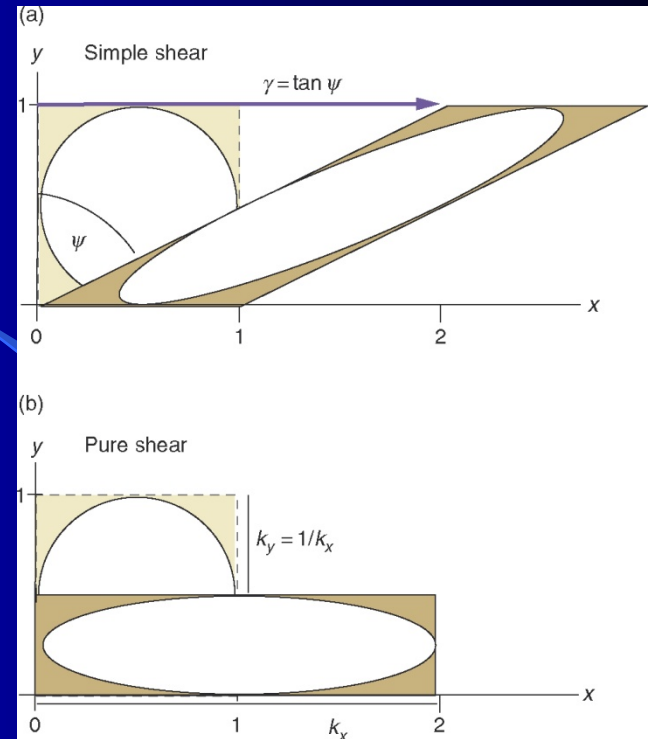 (a)
y Simple shear
γ = tan ψ
1
ψ
x
0 1 2
(b)
y Pure shear
1
k_y = 1/k_x
x
0 1 2
k_x